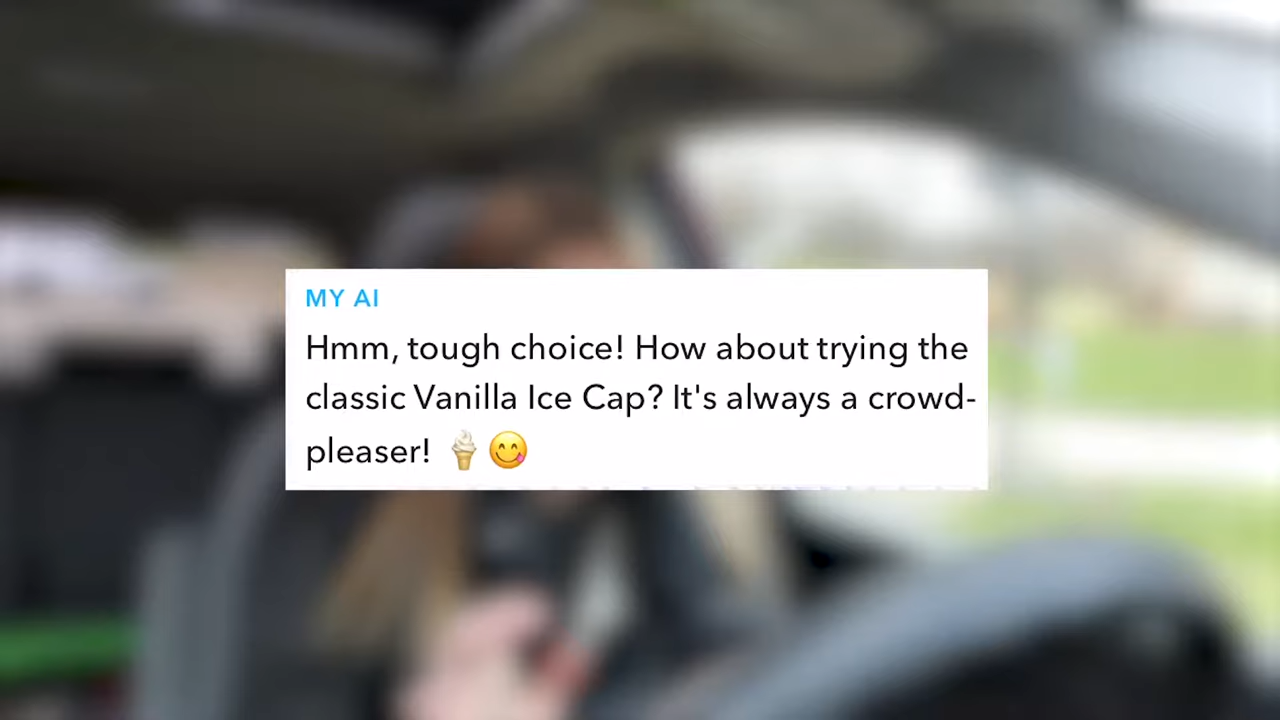 MY AI
Hmm, tough choice! How about trying the
classic Vanilla Ice Cap? It's always a crowd-
pleaser! 🍦😋